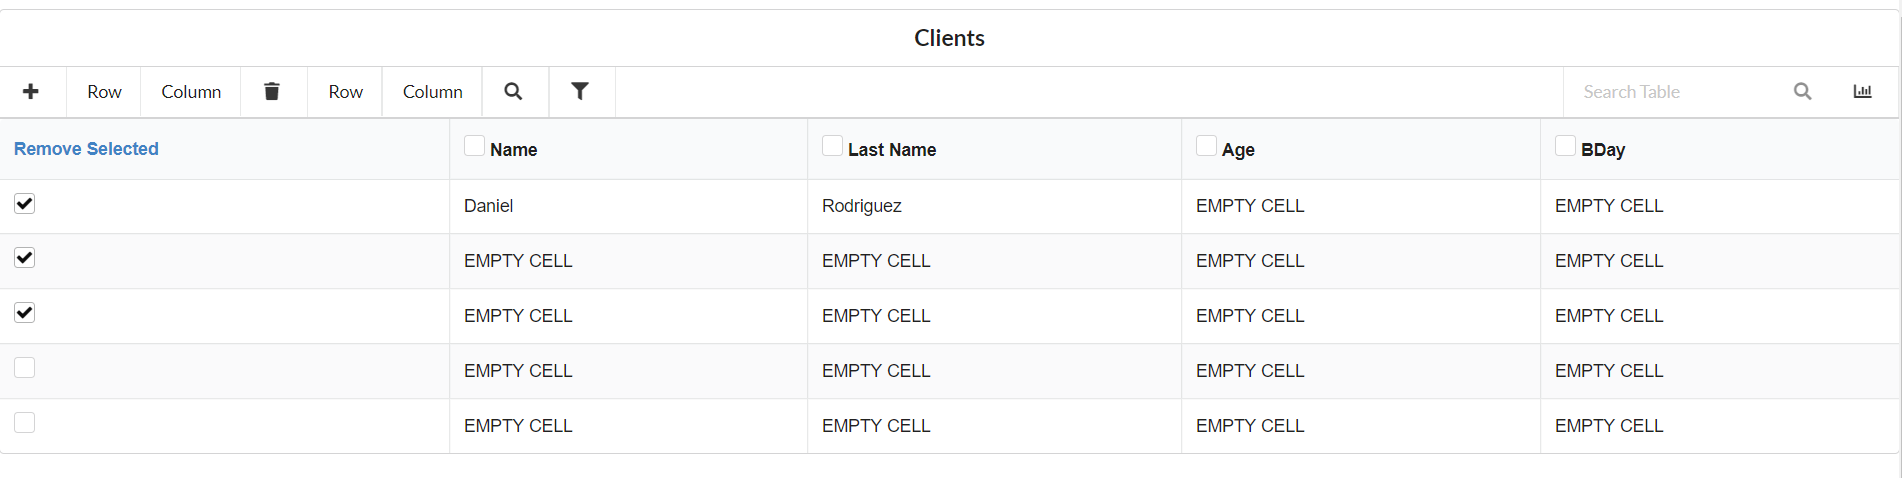 Clients
Row Column Row Column Search Table
Remove Selected Name Last Name Age BDay
Daniel Rodriguez EMPTY CELL EMPTY CELL
EMPTY CELL EMPTY CELL EMPTY CELL EMPTY CELL
EMPTY CELL EMPTY CELL EMPTY CELL EMPTY CELL
EMPTY CELL EMPTY CELL EMPTY CELL EMPTY CELL
EMPTY CELL EMPTY CELL EMPTY CELL EMPTY CELL